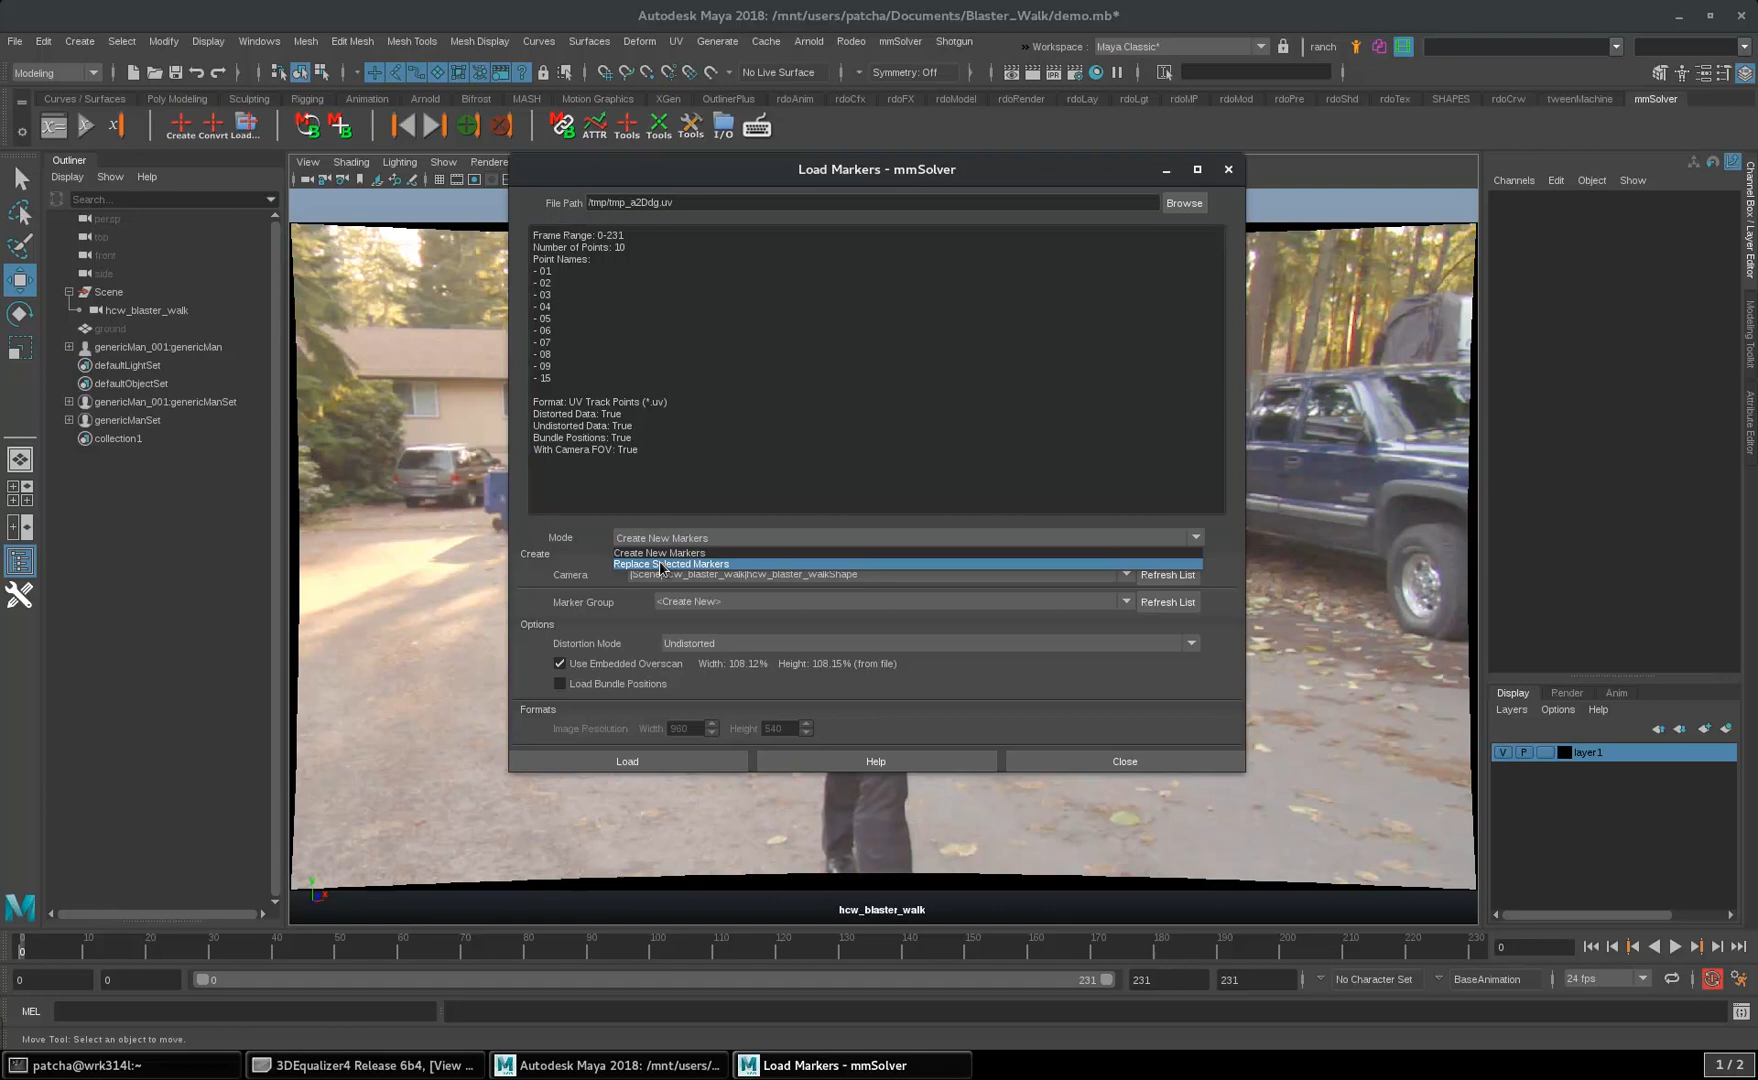 Autodesk Maya 2018: /mnt/users/patcha/Documents/Blaster_Walk/demo.mb*
File Edit Create Select Modify Display Windows Mesh Edit Mesh Mesh Tools Mesh Display Curves Surfaces Deform UV Generate Cache Arnold Rodeo mmSolver Shotgun
» Workspace : Maya Classic* ranch
Modeling No Live Surface Symmetry: Off
Curves / Surfaces Poly Modeling Sculpting Rigging Animation Arnold Bifrost MASH Motion Graphics XGen OutlinerPlus rdoAnim rdoCfx rdoFX rdoModel rdoRender rdoLay rdoLgt rdoMP rdoMod rdoPre rdoShd rdoTex SHAPES rdoCrw tweenMachine mmSolver
Create Convrt Load... ATTR Tools Tools Tools I/O
Outliner
Display Show Help
Search...
persp
top
front
side
Scene
hcw_blaster_walk
ground
genericMan_001:genericMan
defaultLightSet
defaultObjectSet
genericMan_001:genericManSet
genericManSet
collection1
View Shading Lighting Show Rendere
Load Markers - mmSolver
File Path /tmp/tmp_a2Ddg.uv Browse
Frame Range: 0-231
Number of Points: 10
Point Names:
- 01
- 02
- 03
- 04
- 05
- 06
- 07
- 08
- 09
- 15
Format: UV Track Points (*.uv)
Distorted Data: True
Undistorted Data: True
Bundle Positions: True
With Camera FOV: True
Mode Create New Markers
Create New Markers
Replace Selected Markers
Create
Camera |Scene|hcw_blaster_walk|hcw_blaster_walkShape Refresh List
Marker Group <Create New> Refresh List
Options
Distortion Mode Undistorted
Use Embedded Overscan Width: 108.12% Height: 108.15% (from file)
Load Bundle Positions
Formats
Image Resolution Width 960 Height 540
Load Help Close
hcw_blaster_walk
Channels Edit Object Show
Channel Box / Layer Editor
Modeling Toolkit
Attribute Editor
Display Render Anim
Layers Options Help
V P layer1
0 10 20 30 40 50 60 70 80 90 100 110 120 130 140 150 160 170 180 190 200 210 220 230
0 0
0 0 0 231 231 231 No Character Set BaseAnimation 24 fps
MEL
Move Tool: Select an object to move.
patcha@wrk314l:~ 3DEqualizer4 Release 6b4, [View ... Autodesk Maya 2018: /mnt/users/... Load Markers - mmSolver 1 / 2